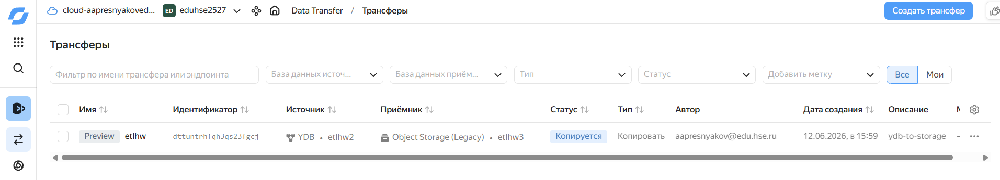 cloud-aapresnyakoved... ED eduhse2527 Data Transfer / Трансферы Создать трансфер
Трансферы
Фильтр по имени трансфера или эндпоинта База данных источ... База данных приём... Тип Статус Добавить метку Все Мои
Имя Идентификатор Источник Приёмник Статус Тип Автор Дата создания Описание
Preview etlhw dttuntrhfqh3qs23fgcj YDB • etlhw2 Object Storage (Legacy) • etlhw3 Копируется Копировать aapresnyakov@edu.hse.ru 12.06.2026, в 15:59 ydb-to-storage –